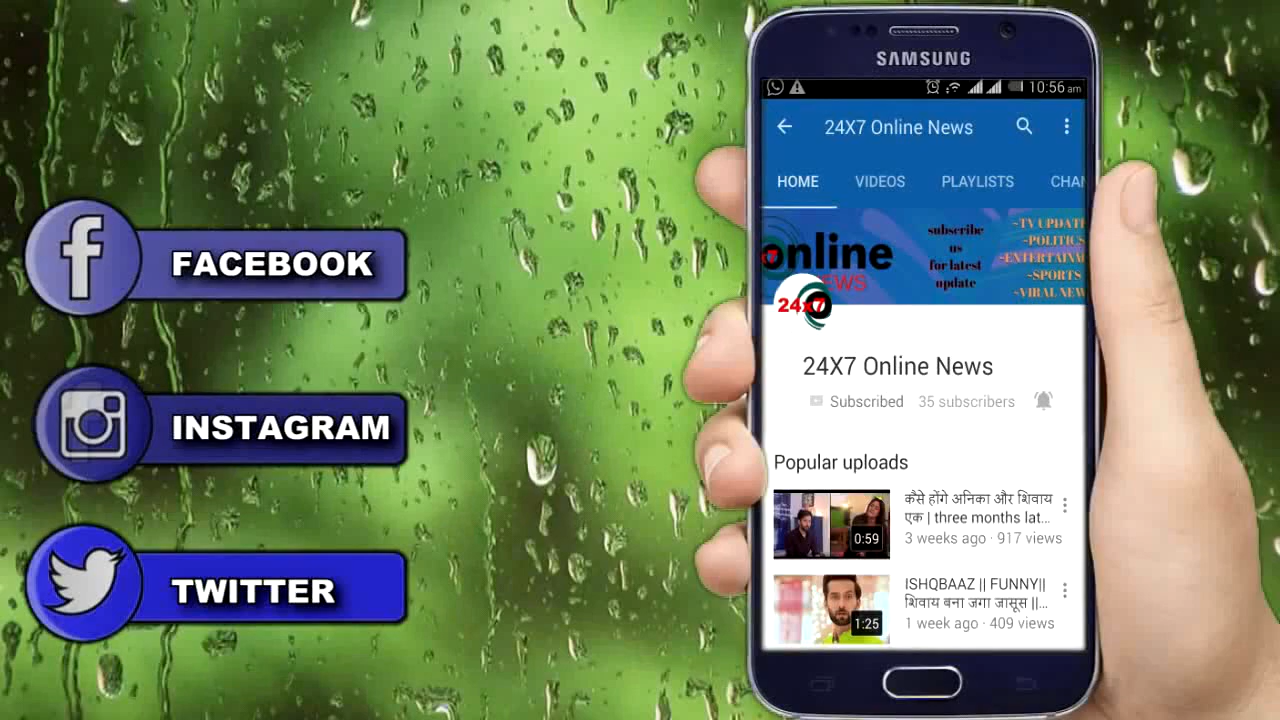 FACEBOOK
INSTAGRAM
TWITTER
SAMSUNG
10:56 am
24X7 Online News
HOME VIDEOS PLAYLISTS CHAN
online
NEWS
subscribe
us
for latest
update
~TV UPDATE
~POLITICS
~ENTERTAINM
~SPORTS
~VIRAL NEW
24x7
24X7 Online News
Subscribed 35 subscribers
Popular uploads
0:59
कैसे होंगे अनिका और शिवाय
एक | three months lat...
3 weeks ago · 917 views
1:25
ISHQBAAZ || FUNNY||
शिवाय बना जगा जासूस ||...
1 week ago · 409 views